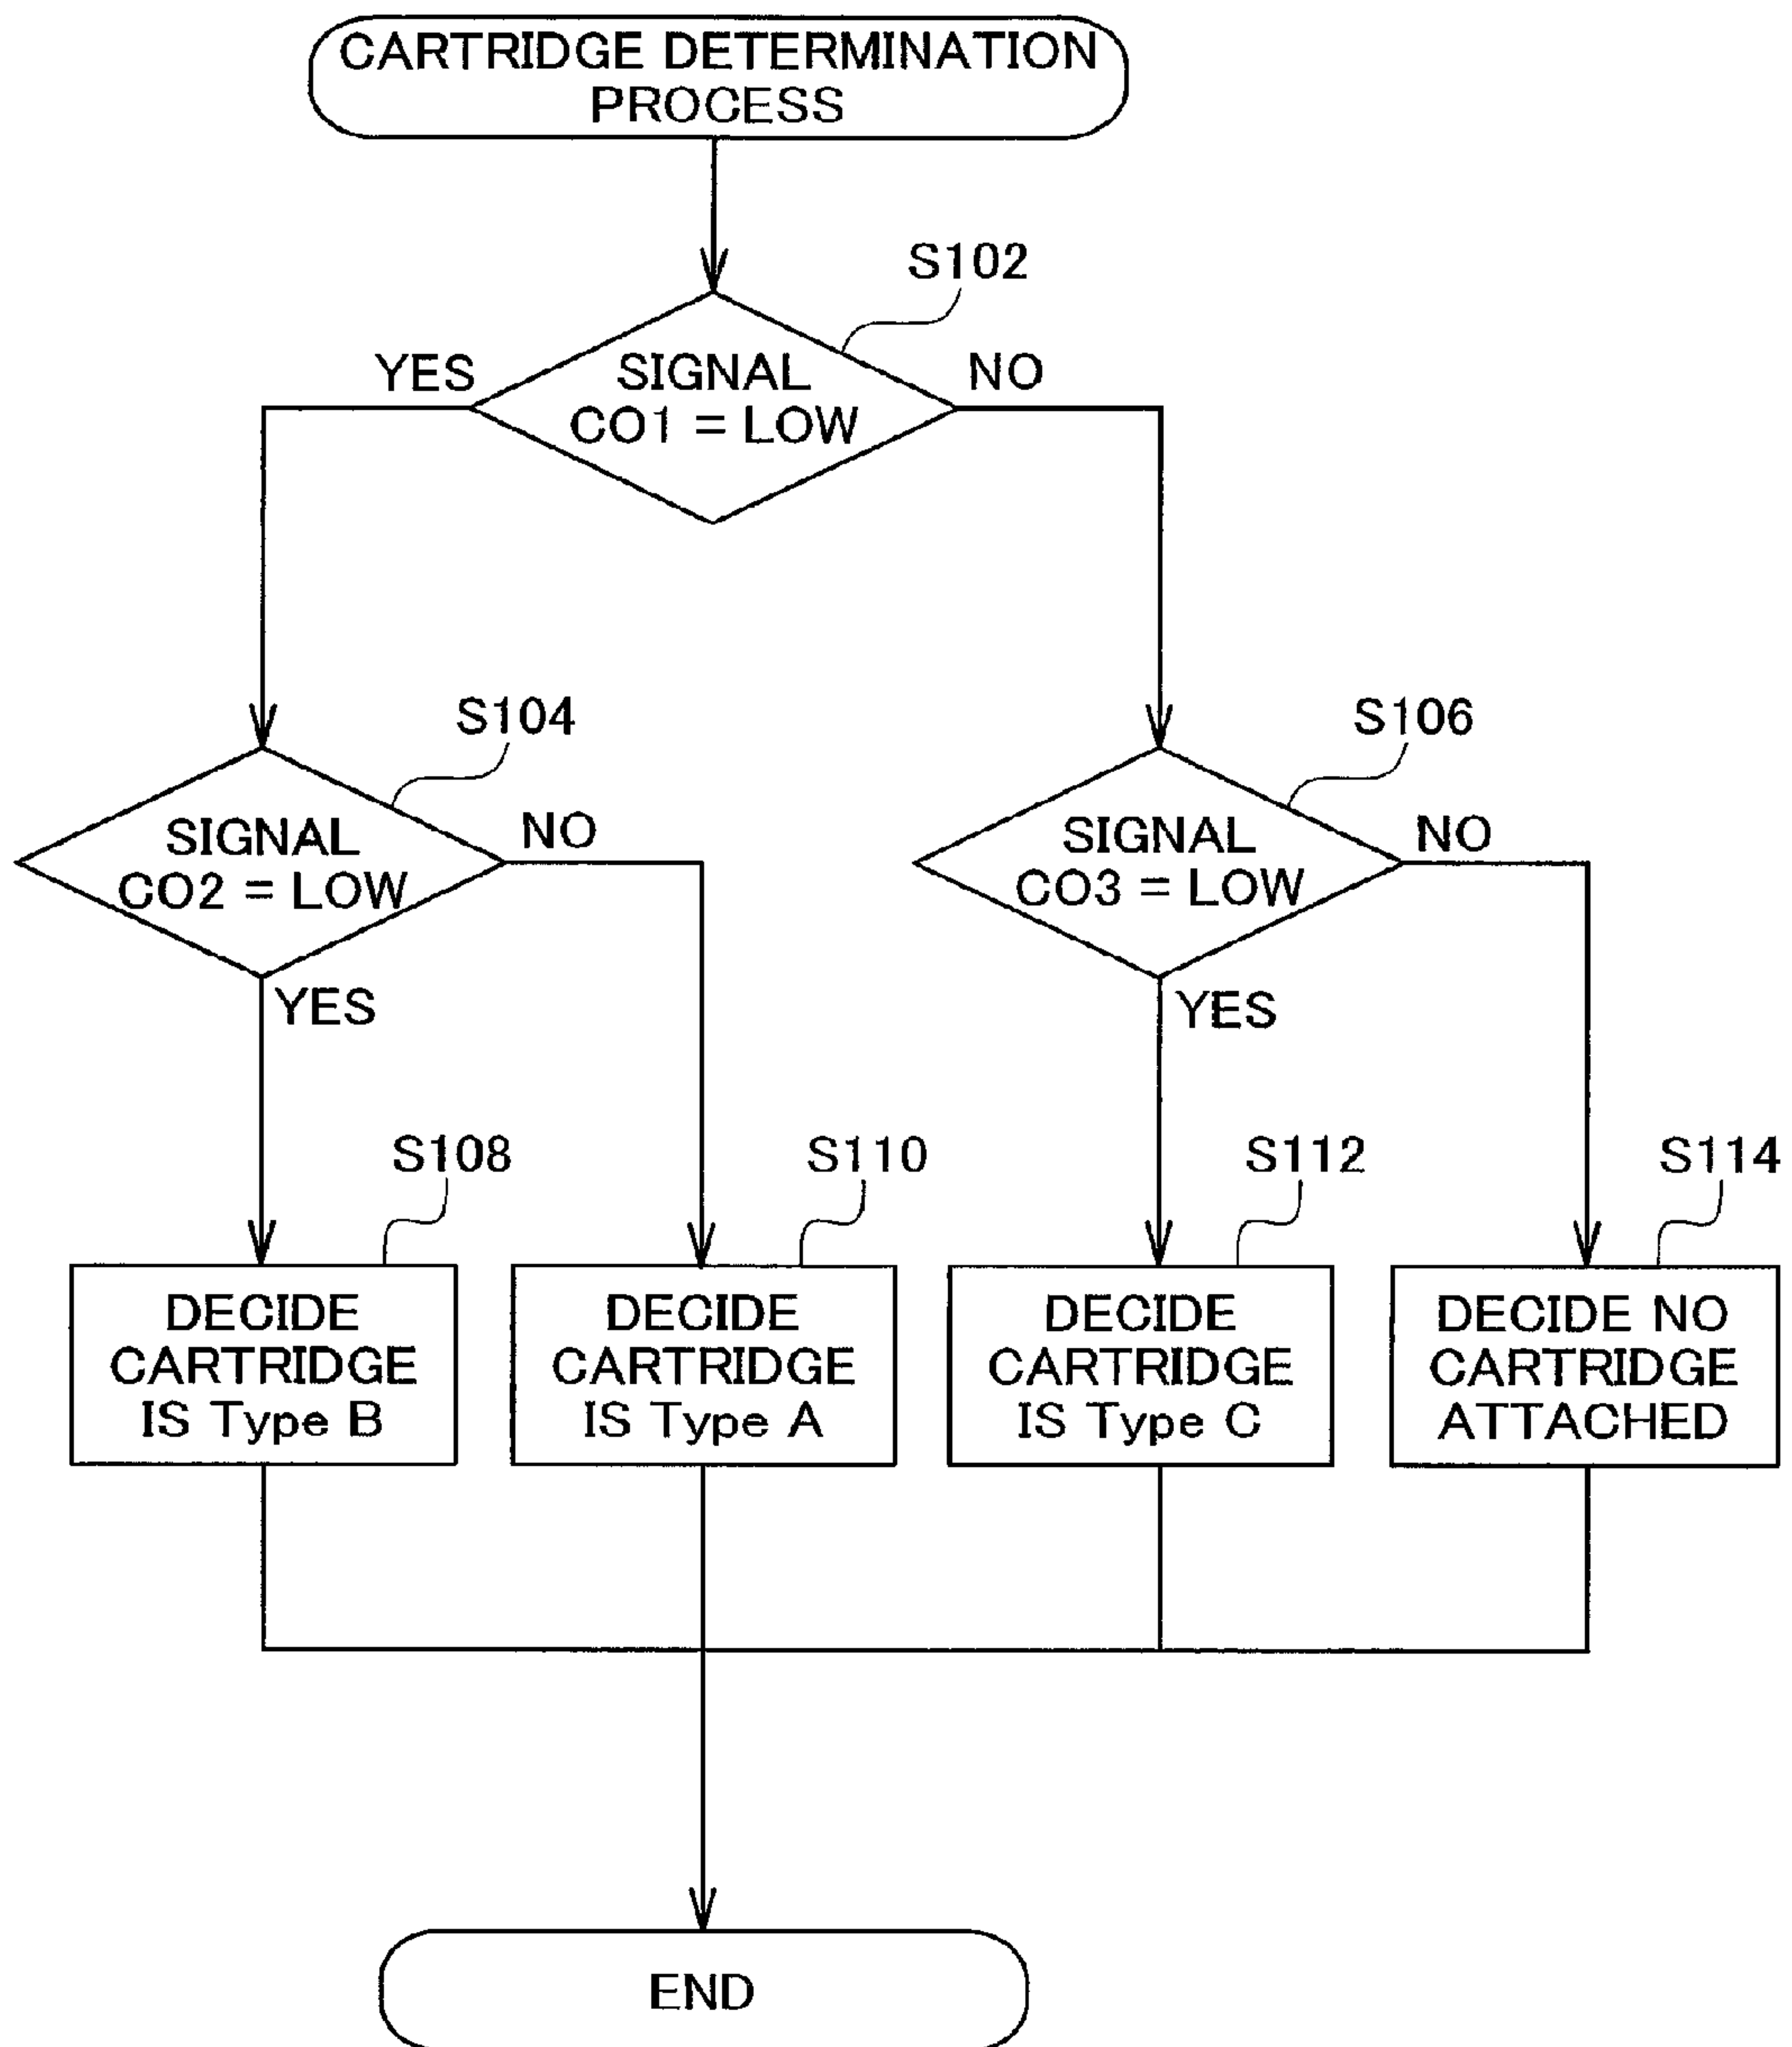 CARTRIDGE DETERMINATION
PROCESS
S102
YES
SIGNAL
CO1 = LOW
NO
S104
SIGNAL
CO2 = LOW
NO
YES
S106
SIGNAL
CO3 = LOW
NO
YES
S108
DECIDE
CARTRIDGE
IS Type B
S110
DECIDE
CARTRIDGE
IS Type A
S112
DECIDE
CARTRIDGE
IS Type C
S114
DECIDE NO
CARTRIDGE
ATTACHED
END